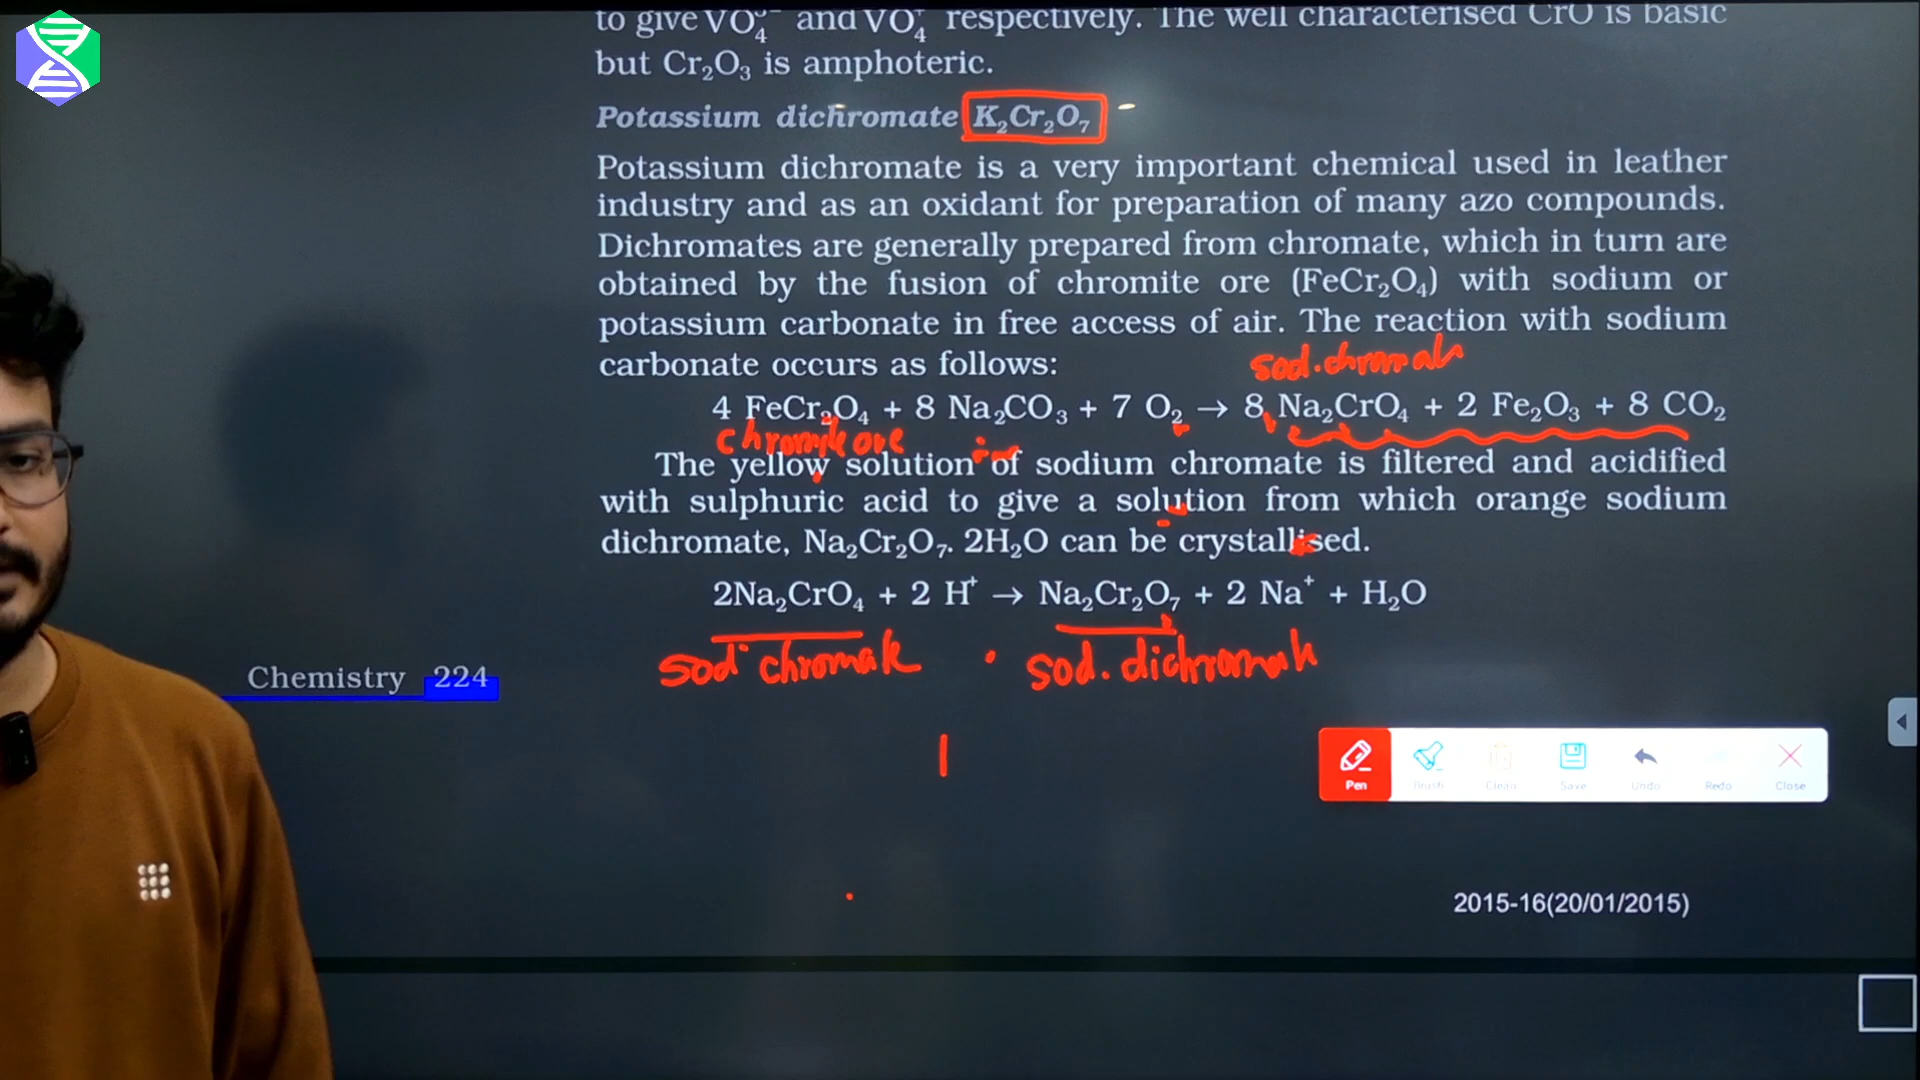 to give VO₄³⁻ and VO₄⁺ respectively. The well characterised CrO is basic
but Cr₂O₃ is amphoteric.
Potassium dichromate K₂Cr₂O₇
Potassium dichromate is a very important chemical used in leather
industry and as an oxidant for preparation of many azo compounds.
Dichromates are generally prepared from chromate, which in turn are
obtained by the fusion of chromite ore (FeCr₂O₄) with sodium or
potassium carbonate in free access of air. The reaction with sodium
carbonate occurs as follows:
sod. chromate
4 FeCr₂O₄ + 8 Na₂CO₃ + 7 O₂ → 8 Na₂CrO₄ + 2 Fe₂O₃ + 8 CO₂
chromite ore
The yellow solution of sodium chromate is filtered and acidified
with sulphuric acid to give a solution from which orange sodium
dichromate, Na₂Cr₂O₇. 2H₂O can be crystallised.
2Na₂CrO₄ + 2 H⁺ → Na₂Cr₂O₇ + 2 Na⁺ + H₂O
sod chromate sod. dichromate
Chemistry 224
Pen Brush Clean Save Undo Redo Close
2015-16(20/01/2015)